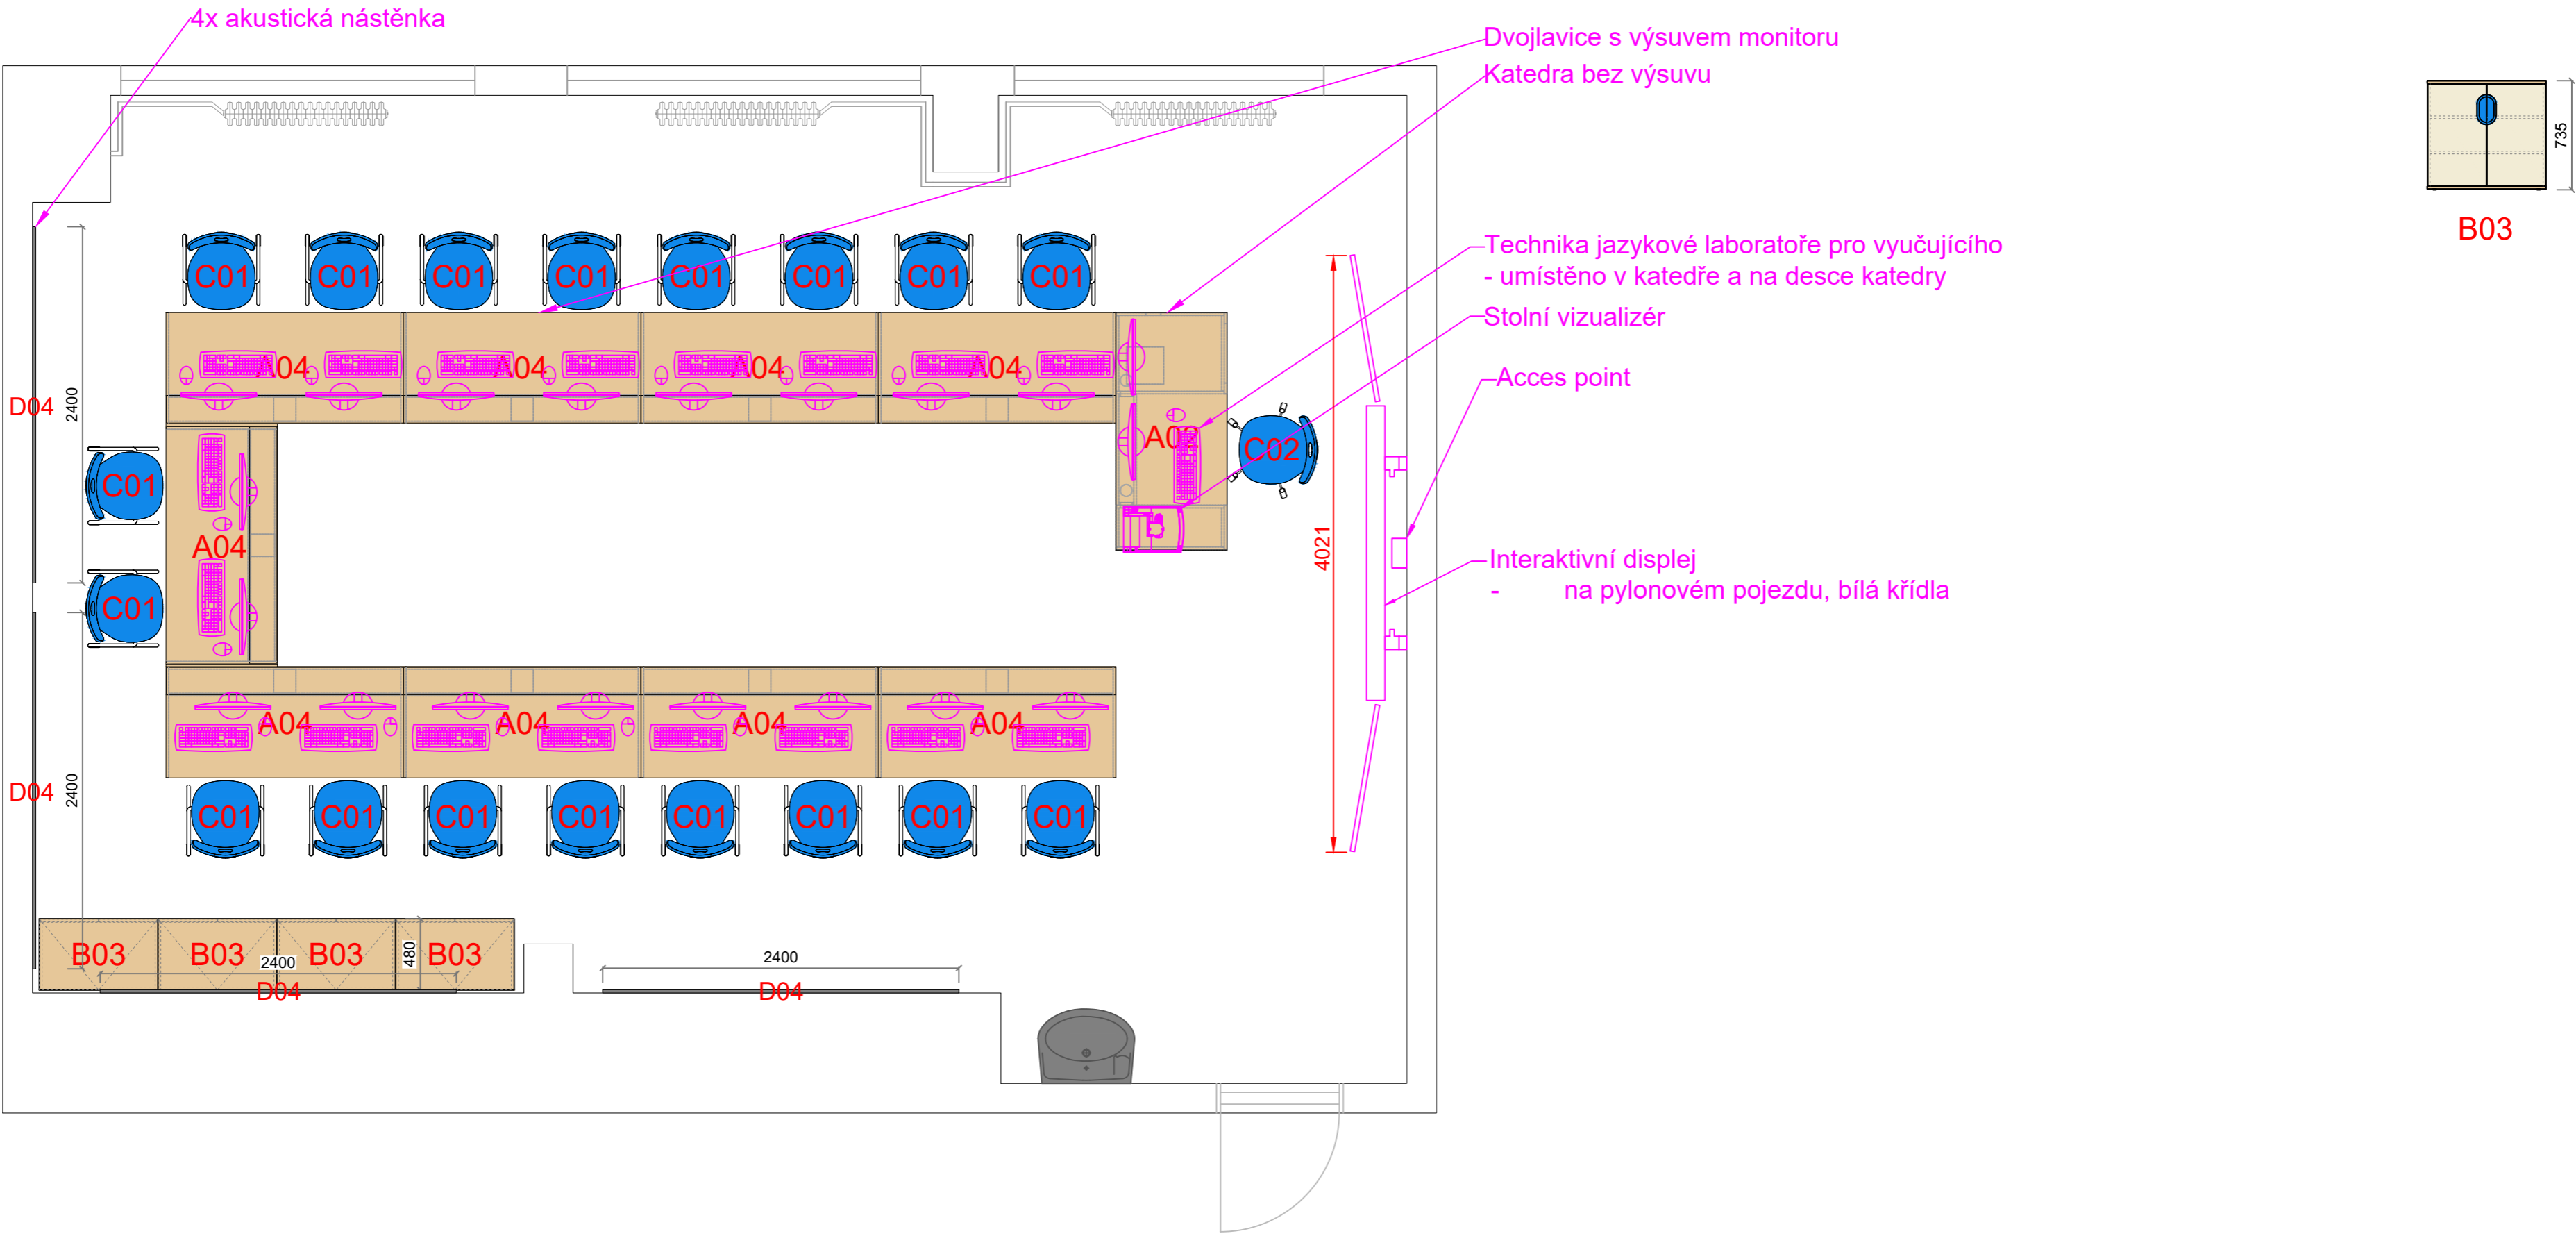 4x akustická nástěnka
Dvojlavice s výsuvem monitoru
Katedra bez výsuvu
735
B03
Technika jazykové laboratoře pro vyučujícího
- umístěno v katedře a na desce katedry
Stolní vizualizér
Acces point
C01 C01 C01 C01 C01 C01 C01 C01
A04 A04 A04 A04
D04 2400
A02 C02
C01
A04
4021
Interaktivní displej
- na pylonovém pojezdu, bílá křídla
C01
A04 A04 A04 A04
D04 2400
C01 C01 C01 C01 C01 C01 C01 C01
B03 B03 B03 B03
480
2400 2400
D04 D04